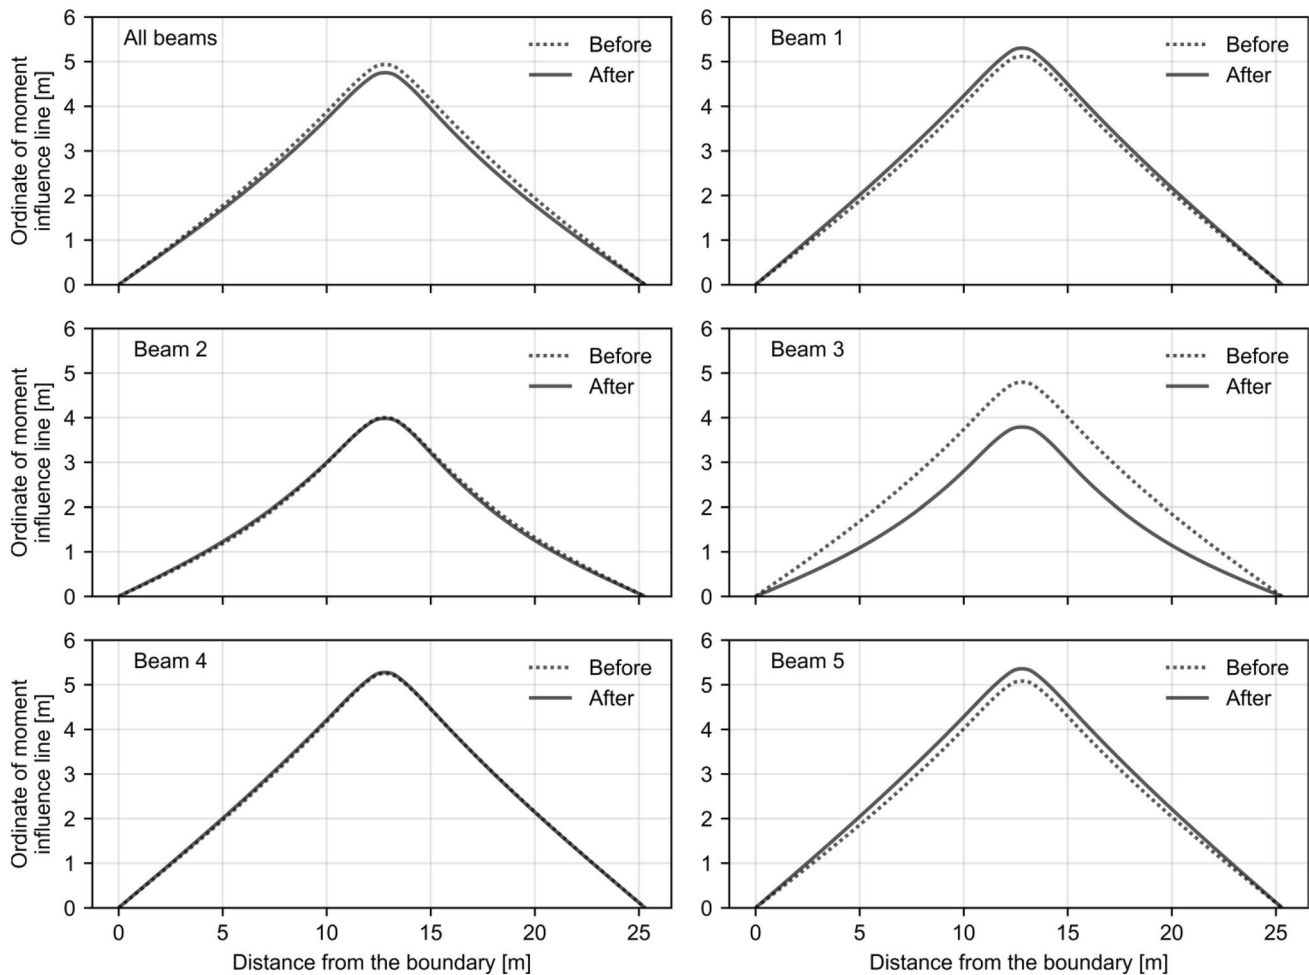 All beams
Before
After
6
5
4
3
2
1
0
Ordinate of moment
influence line [m]
Beam 1
Before
After
6
5
4
3
2
1
0
Beam 2
Before
After
6
5
4
3
2
1
0
Ordinate of moment
influence line [m]
Beam 3
Before
After
6
5
4
3
2
1
0
Beam 4
Before
After
6
5
4
3
2
1
0
Ordinate of moment
influence line [m]
0 5 10 15 20 25
Distance from the boundary [m]
Beam 5
Before
After
6
5
4
3
2
1
0
0 5 10 15 20 25
Distance from the boundary [m]